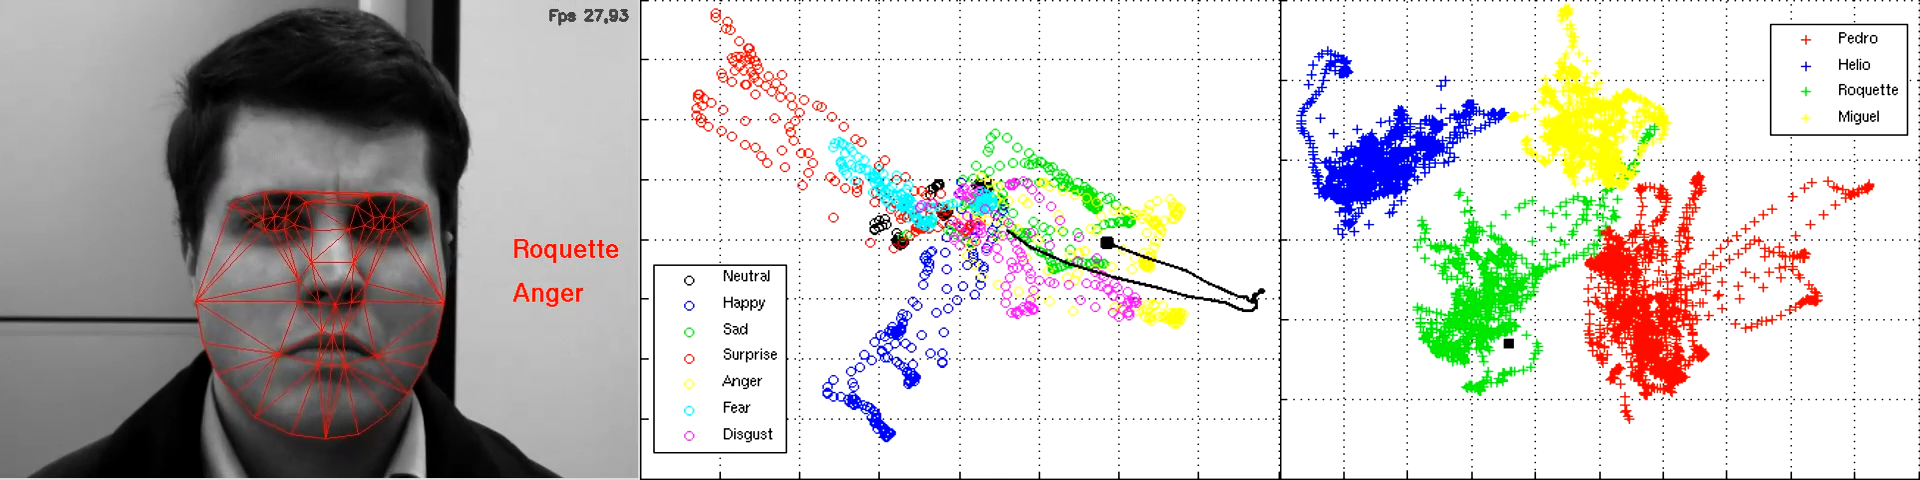 Fps 27,93
Roquette
Anger
Neutral
Happy
Sad
Surprise
Anger
Fear
Disgust
Pedro
Helio
Roquette
Miguel